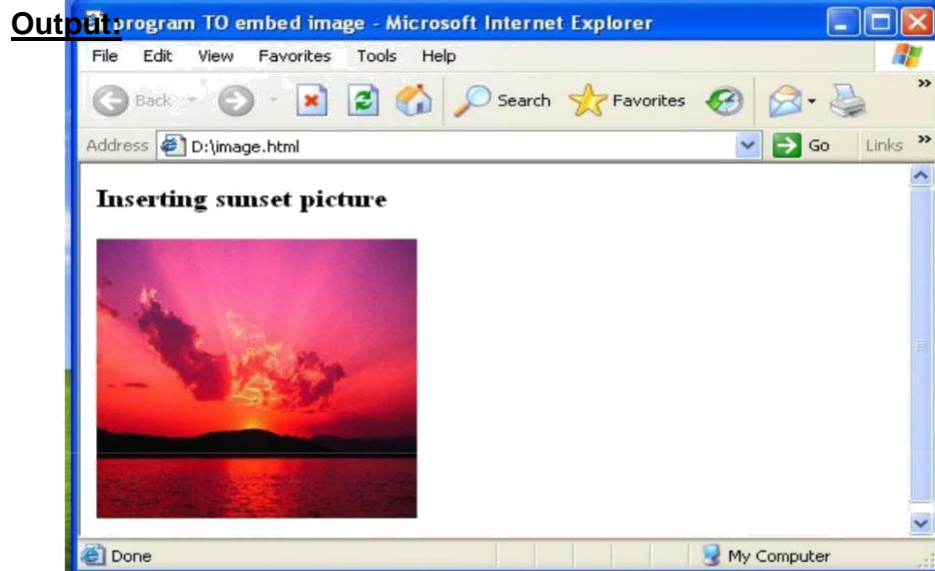 Output:
program TO embed image - Microsoft Internet Explorer
File Edit View Favorites Tools Help
Back Search Favorites »
Address D:\image.html Go Links »
Inserting sunset picture
Done My Computer